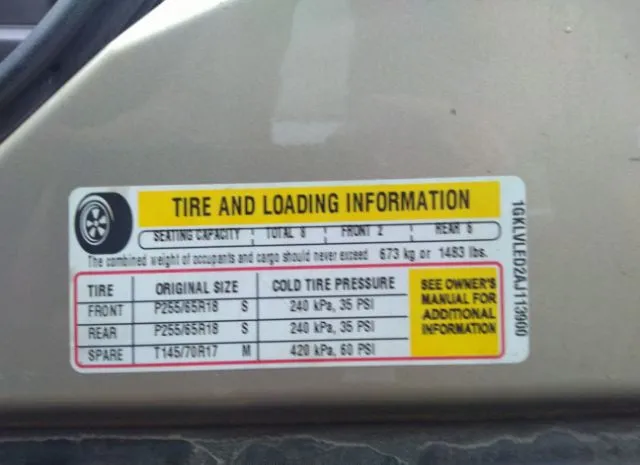 TIRE AND LOADING INFORMATION
SEATING CAPACITY TOTAL 8 FRONT 2 REAR 6
The combined weight of occupants and cargo should never exceed 673 kg or 1483 lbs.
TIRE ORIGINAL SIZE COLD TIRE PRESSURE
FRONT P255/65R18 S 240 kPa, 35 PSI
REAR P255/65R18 S 240 kPa, 35 PSI
SPARE T145/70R17 M 420 kPa, 60 PSI
SEE OWNER'S
MANUAL FOR
ADDITIONAL
INFORMATION
1GKLVLED2AJ113900